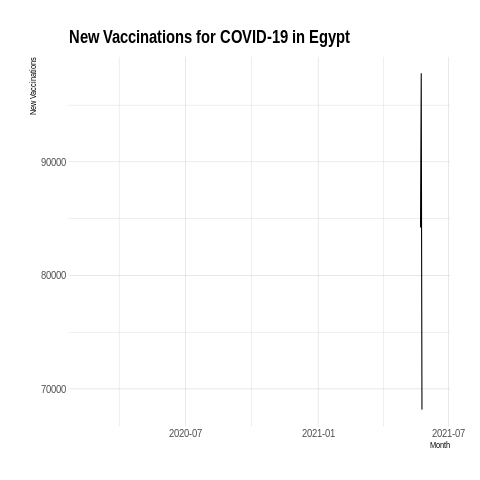 New Vaccinations for COVID-19 in Egypt
New Vaccinations
90000
80000
70000
2020-07
2021-01
2021-07
Month